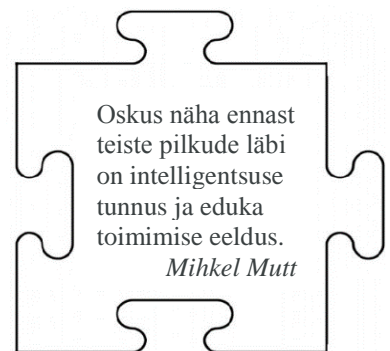 Oskus näha ennast
teiste pilkude läbi
on intelligentsuse
tunnus ja eduka
toimimise eeldus.
Mihkel Mutt